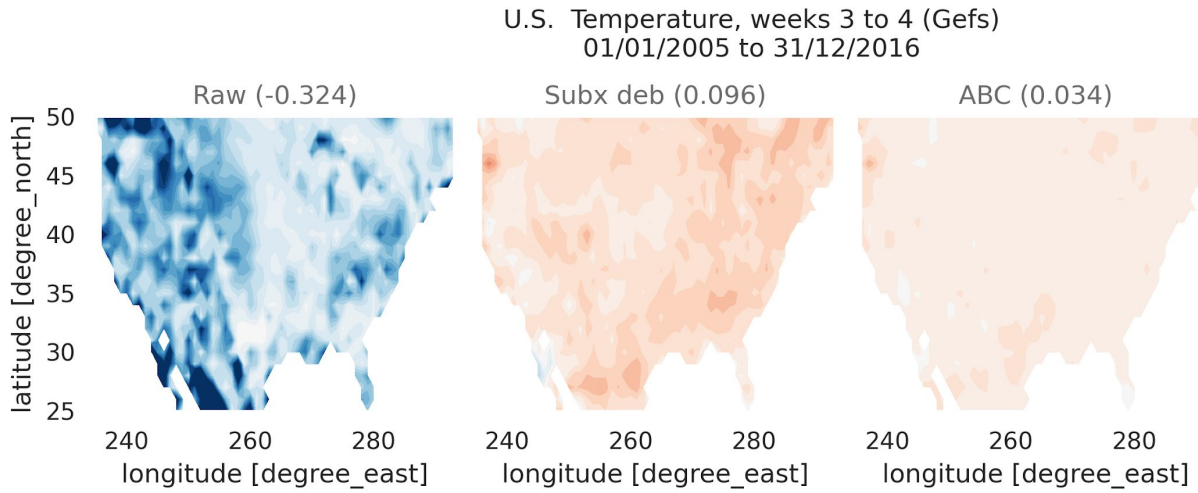 U.S.  Temperature, weeks 3 to 4 (Gefs)
01/01/2005 to 31/12/2016
Raw (-0.324)
Subx deb (0.096)
ABC (0.034)
latitude [degree_north]
50
45
40
35
30
25
240 260 280
240 260 280
240 260 280
longitude [degree_east]
longitude [degree_east]
longitude [degree_east]